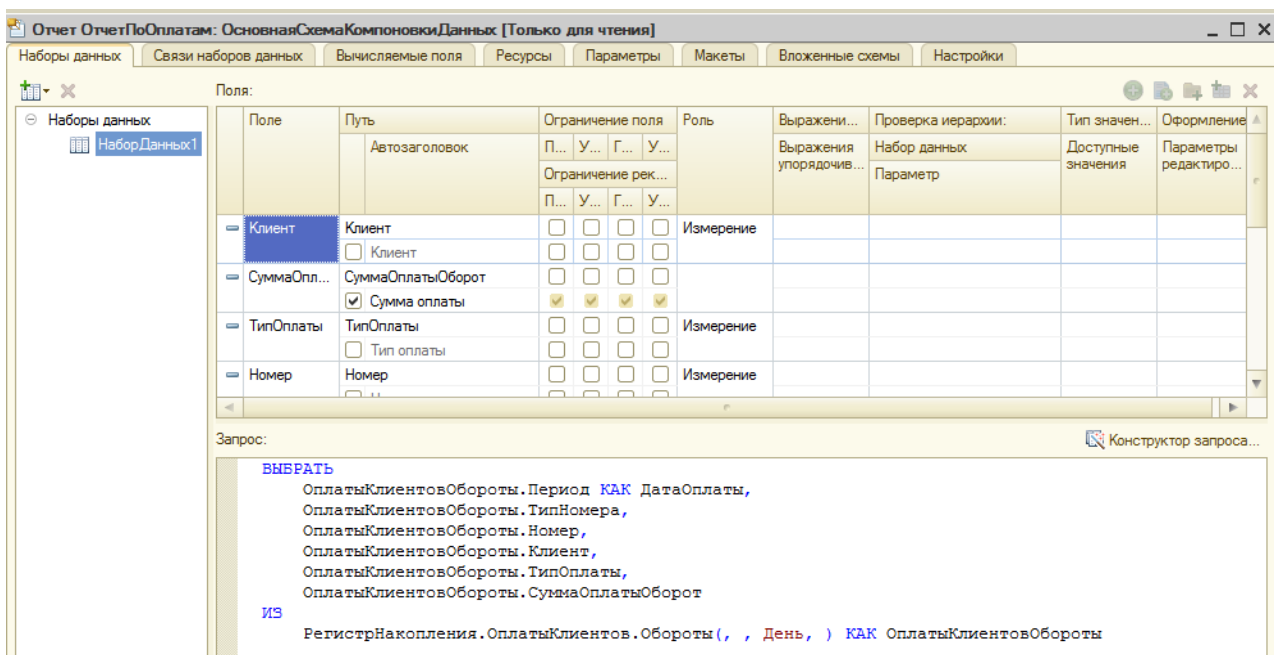 Отчет ОтчетПоОплатам: ОсновнаяСхемаКомпоновкиДанных [Только для чтения]
Наборы данных Связи наборов данных Вычисляемые поля Ресурсы Параметры Макеты Вложенные схемы Настройки
Поля:
Наборы данных
НаборДанных1
Поле Путь Ограничение поля Роль Выражени... Проверка иерархии: Тип значен... Оформление
Автозаголовок П... У... Г... У... Выражения упорядочив... Набор данных Доступные значения Параметры редактиро...
Ограничение рек... Параметр
П... У... Г... У...
Клиент Клиент Измерение
Клиент
СуммаОпл... СуммаОплатыОборот
Сумма оплаты
ТипОплаты ТипОплаты Измерение
Тип оплаты
Номер Номер Измерение
Запрос: Конструктор запроса...
ВЫБРАТЬ
ОплатыКлиентовОбороты.Период КАК ДатаОплаты,
ОплатыКлиентовОбороты.ТипНомера,
ОплатыКлиентовОбороты.Номер,
ОплатыКлиентовОбороты.Клиент,
ОплатыКлиентовОбороты.ТипОплаты,
ОплатыКлиентовОбороты.СуммаОплатыОборот
ИЗ
РегистрНакопления.ОплатыКлиентов.Обороты(, , День, ) КАК ОплатыКлиентовОбороты